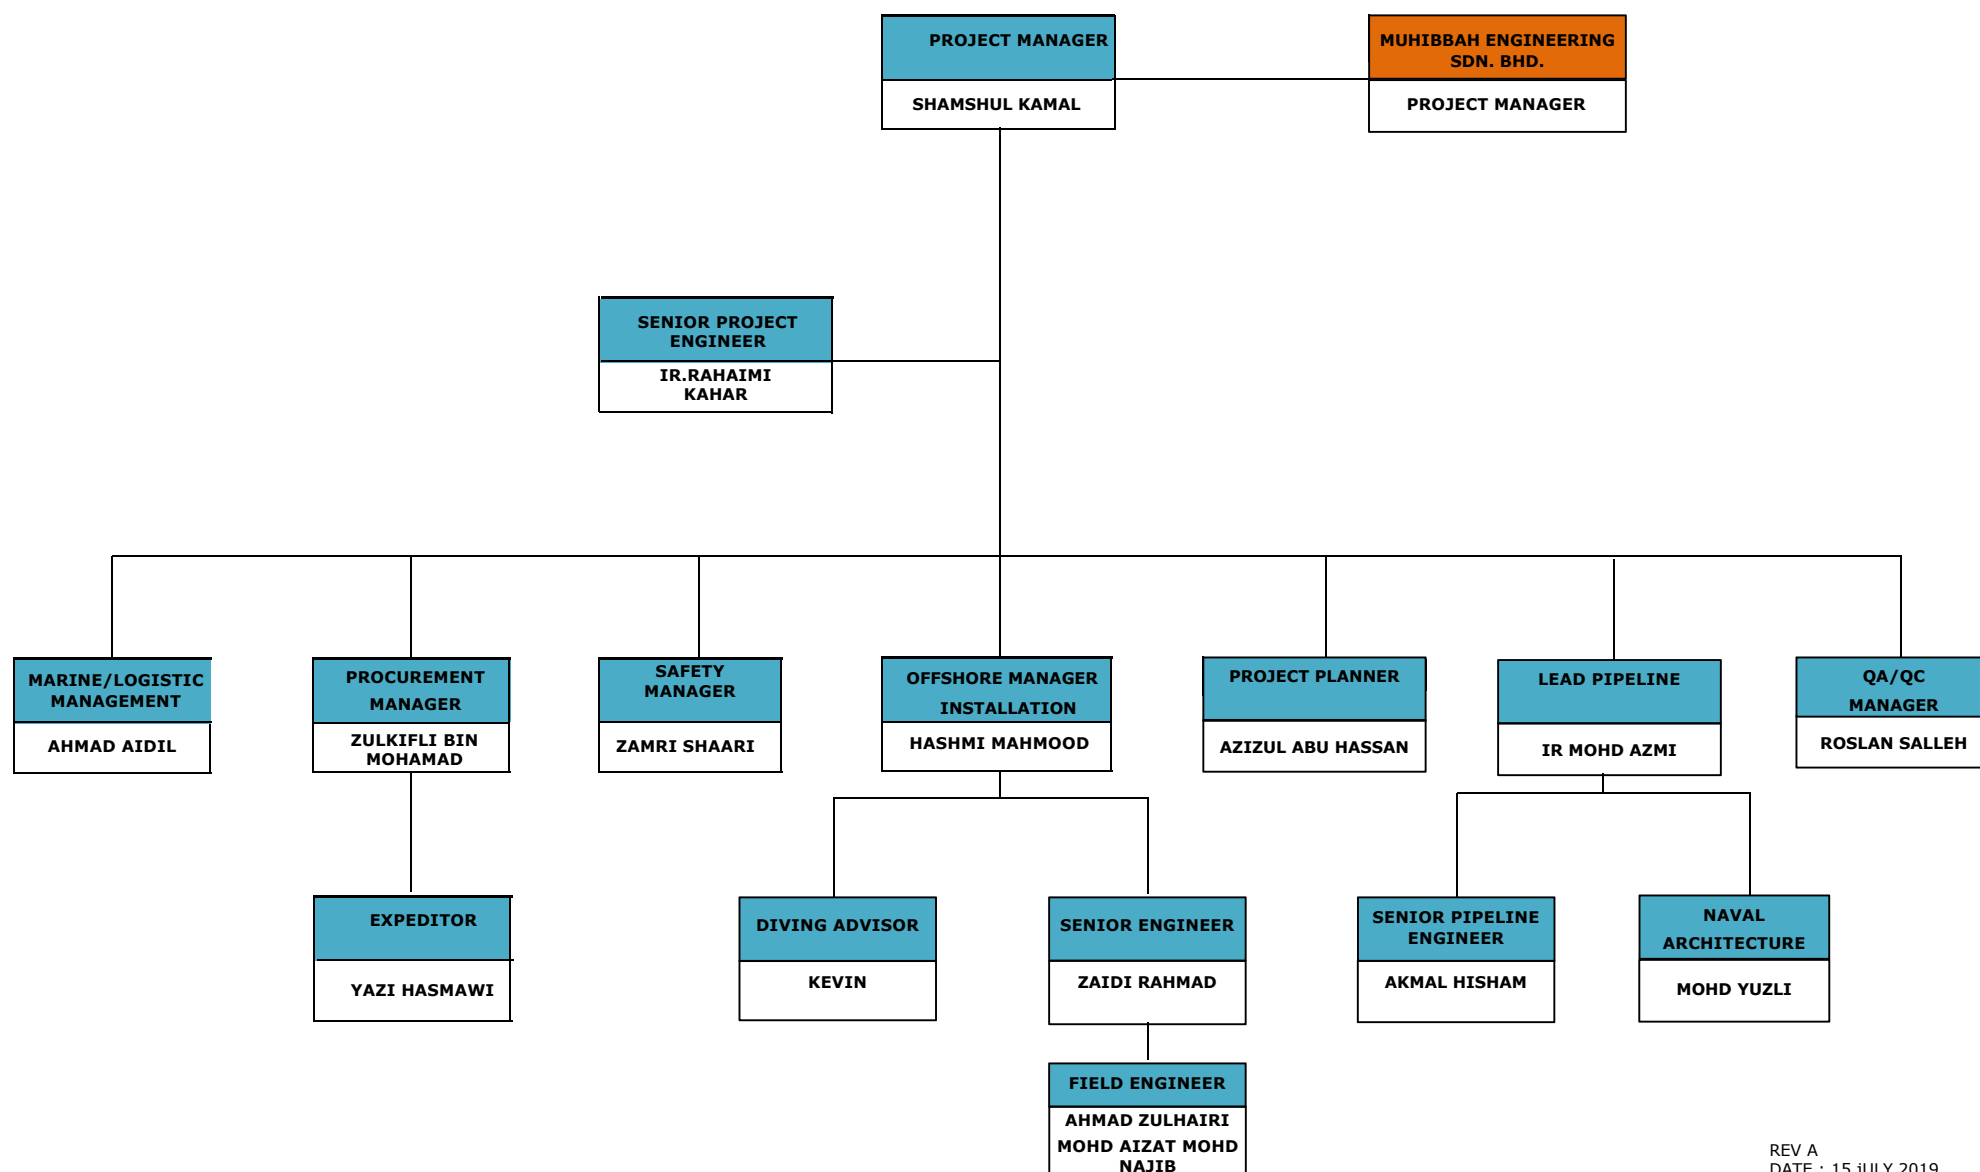 PROJECT MANAGER
SHAMSHUL KAMAL
MUHIBBAH ENGINEERING
SDN. BHD.
PROJECT MANAGER
SENIOR PROJECT
ENGINEER
IR.RAHAIMI
KAHAR
MARINE/LOGISTIC
MANAGEMENT
AHMAD AIDIL
PROCUREMENT
MANAGER
ZULKIFLI BIN
MOHAMAD
SAFETY
MANAGER
ZAMRI SHAARI
OFFSHORE MANAGER
INSTALLATION
HASHMI MAHMOOD
PROJECT PLANNER
AZIZUL ABU HASSAN
LEAD PIPELINE
IR MOHD AZMI
QA/QC
MANAGER
ROSLAN SALLEH
EXPEDITOR
YAZI HASMAWI
DIVING ADVISOR
KEVIN
SENIOR ENGINEER
ZAIDI RAHMAD
SENIOR PIPELINE
ENGINEER
AKMAL HISHAM
NAVAL
ARCHITECTURE
MOHD YUZLI
FIELD ENGINEER
AHMAD ZULHAIRI
MOHD AIZAT MOHD
NAJIB
REV A
DATE : 15 jULY 2019